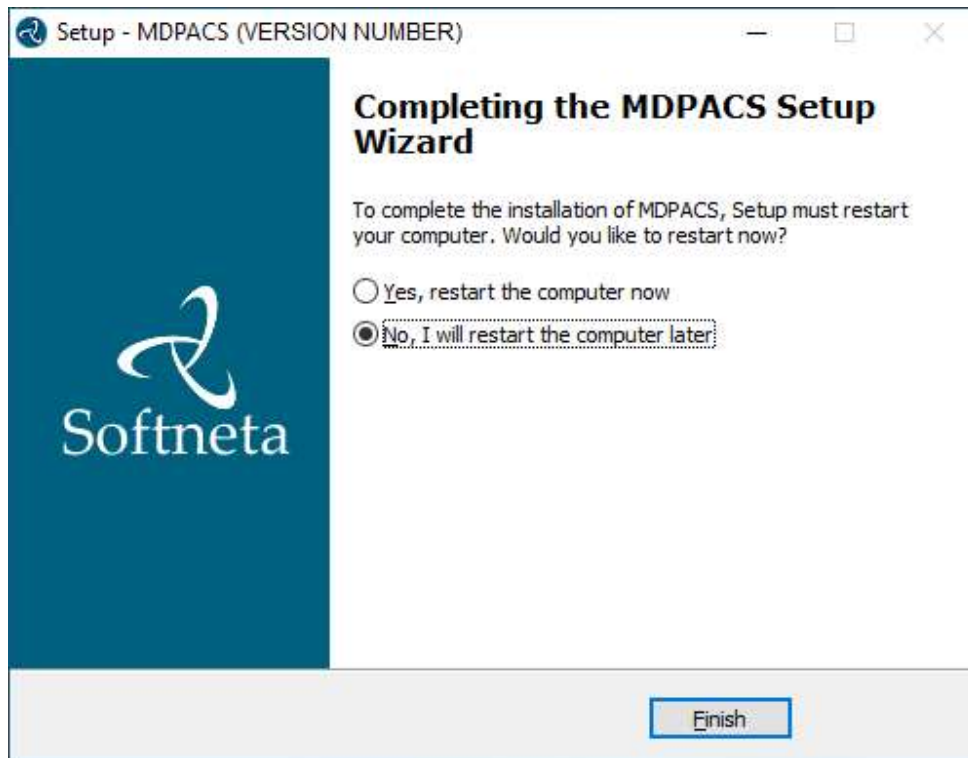 Setup - MDPACS (VERSION NUMBER)
Completing the MDPACS Setup
Wizard
To complete the installation of MDPACS, Setup must restart
your computer. Would you like to restart now?
Yes, restart the computer now
No, I will restart the computer later
Softneta
Finish